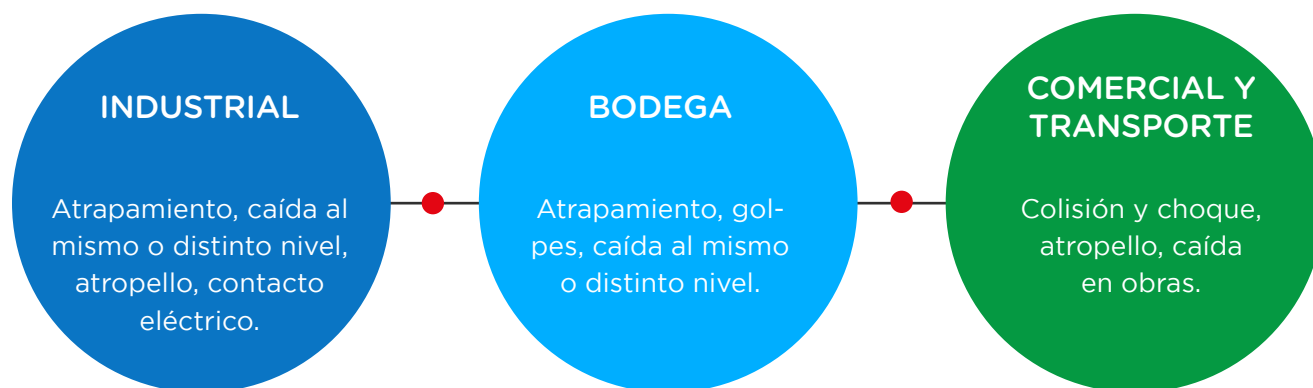 INDUSTRIAL
Atrapamiento, caída al
mismo o distinto nivel,
atropello, contacto
eléctrico.
BODEGA
Atrapamiento, gol-
pes, caída al mismo
o distinto nivel.
COMERCIAL Y
TRANSPORTE
Colisión y choque,
atropello, caída
en obras.